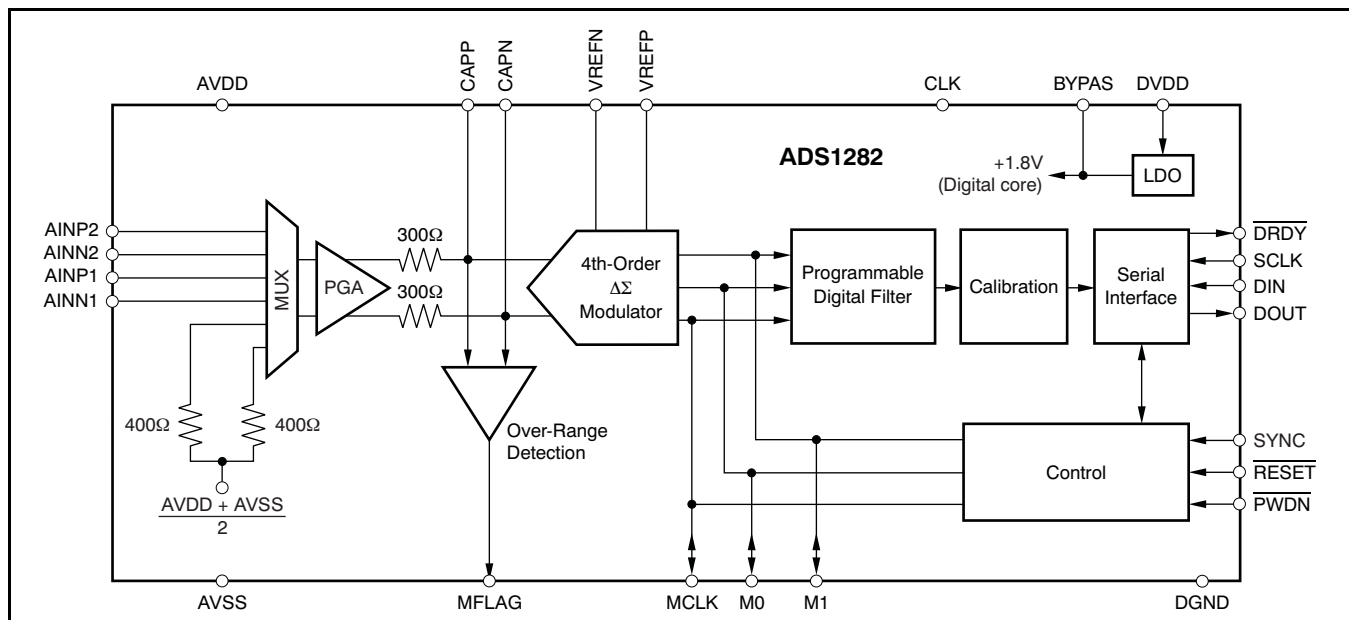 CAPP
CAPN
VREFN
VREFP
AVDD
CLK
BYPAS
DVDD
ADS1282
+1.8V
(Digital core)
LDO
AINP2
AINN2
AINP1
AINN1
MUX
PGA
300Ω
300Ω
4th-Order
ΔΣ
Modulator
Programmable
Digital Filter
Calibration
Serial
Interface
DRDY
SCLK
DIN
DOUT
400Ω
400Ω
Over-Range
Detection
AVDD + AVSS
2
Control
SYNC
RESET
PWDN
AVSS
MFLAG
MCLK
M0
M1
DGND